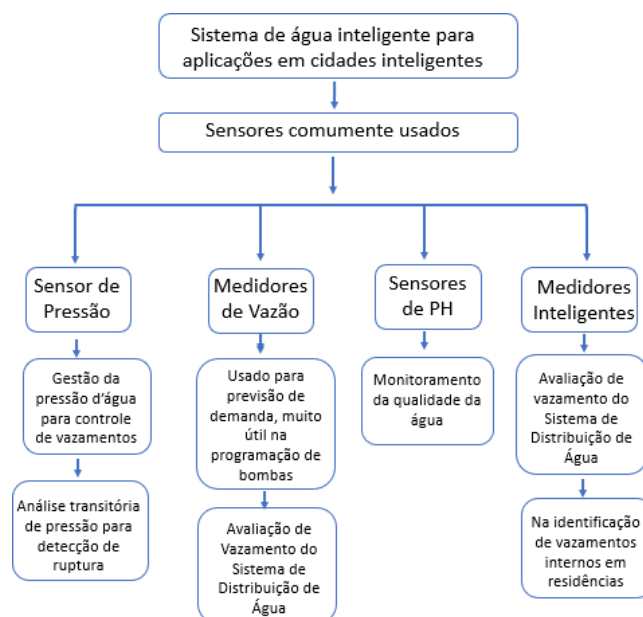 Sistema de água inteligente para
aplicações em cidades inteligentes
Sensores comumente usados
Sensor de
Pressão
Gestão da
pressão d'água
para controle
de vazamentos
Análise transitória
de pressão para
detecção de
ruptura
Medidores
de Vazão
Usado para
previsão de
demanda, muito
útil na
programação de
bombas
Avaliação de
Vazamento do
Sistema de
Distribuição de
Água
Sensores
de PH
Monitoramento
da qualidade da
água
Medidores
Inteligentes
Avaliação de
vazamento do
Sistema de
Distribuição de
Água
Na identificação
de vazamentos
internos em
residências